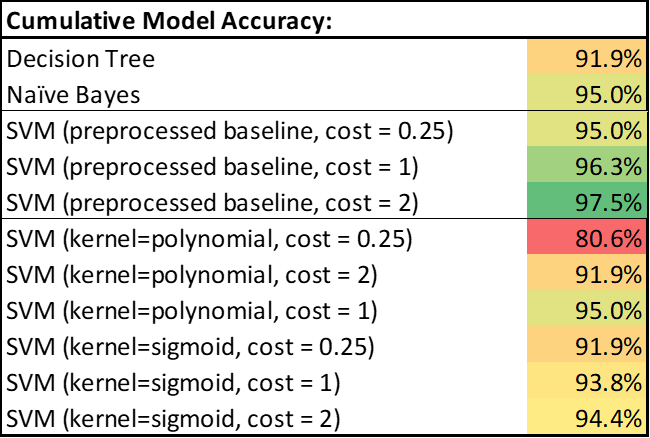 Cumulative Model Accuracy:
Decision Tree 91.9%
Naïve Bayes 95.0%
SVM (preprocessed baseline, cost = 0.25) 95.0%
SVM (preprocessed baseline, cost = 1) 96.3%
SVM (preprocessed baseline, cost = 2) 97.5%
SVM (kernel=polynomial, cost = 0.25) 80.6%
SVM (kernel=polynomial, cost = 2) 91.9%
SVM (kernel=polynomial, cost = 1) 95.0%
SVM (kernel=sigmoid, cost = 0.25) 91.9%
SVM (kernel=sigmoid, cost = 1) 93.8%
SVM (kernel=sigmoid, cost = 2) 94.4%